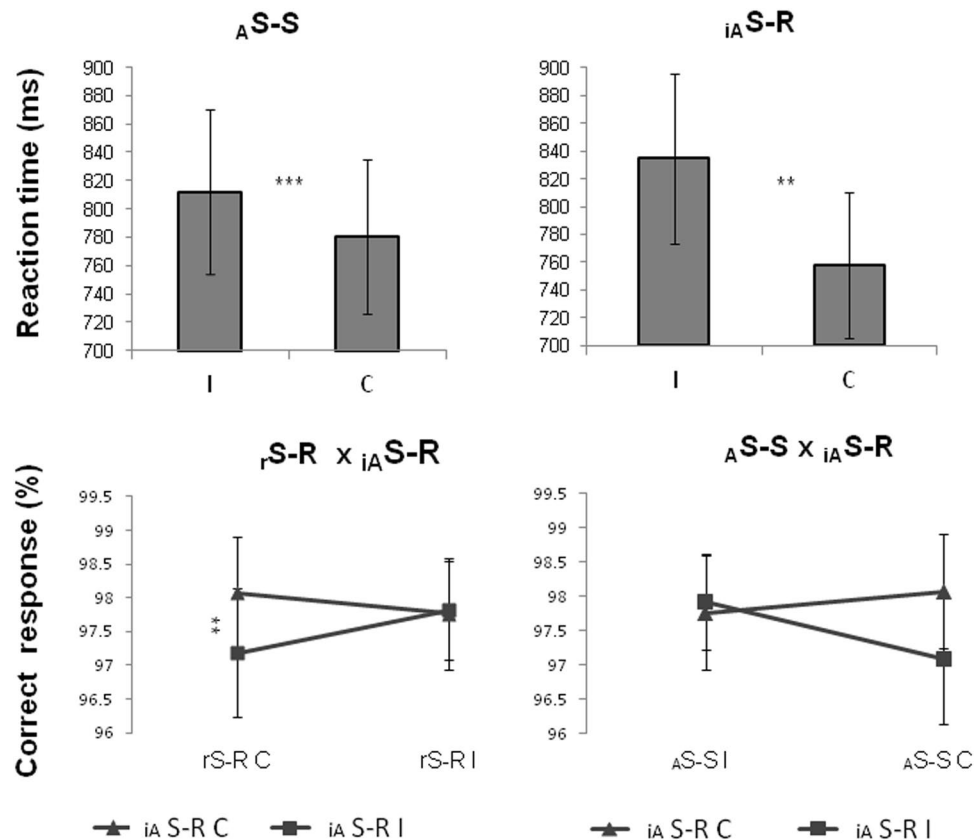 AS-S
iAS-R
Reaction time (ms)
900
880
860
840
820
800
780
760
740
720
700
***
I
C
900
880
860
840
820
800
780
760
740
720
700
**
I
C
rS-R x iAS-R
AS-S x iAS-R
Correct response (%)
99.5
99
98.5
98
97.5
97
96.5
96
**
rS-R C
rS-R I
99.5
99
98.5
98
97.5
97
96.5
96
AS-S I
AS-S C
iA S-R C
iA S-R I
iA S-R C
iA S-R I